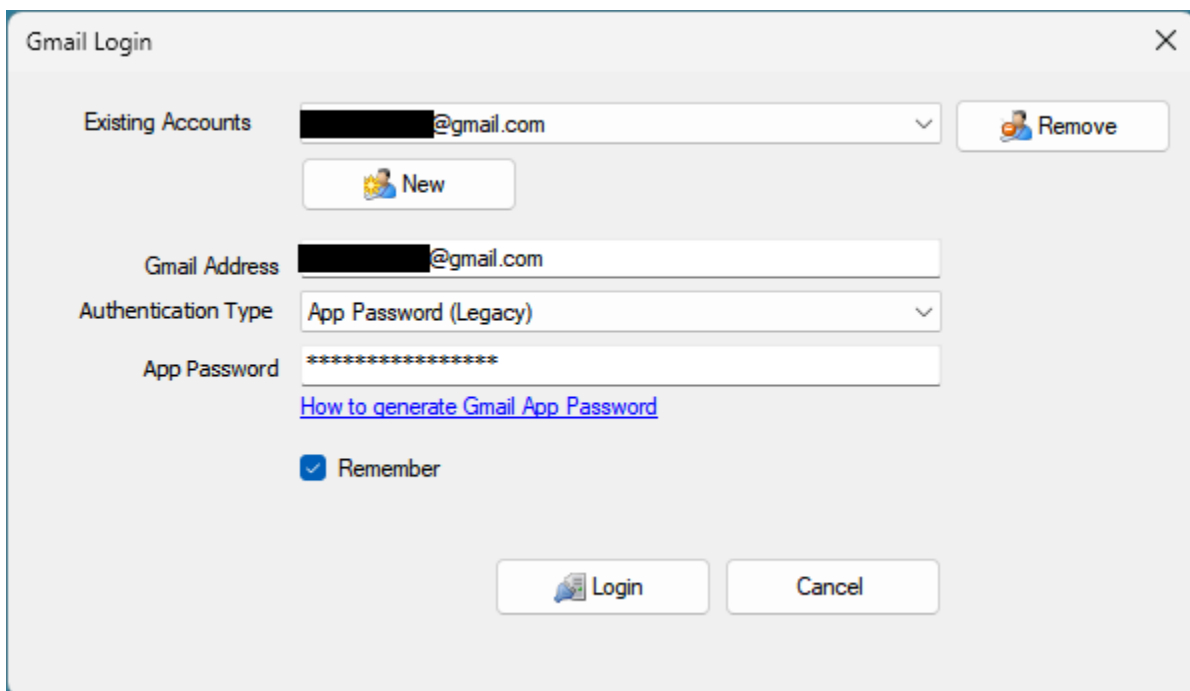 Gmail Login
Existing Accounts @gmail.com Remove
New
Gmail Address @gmail.com
Authentication Type App Password (Legacy)
App Password ****************
How to generate Gmail App Password
Remember
Login Cancel